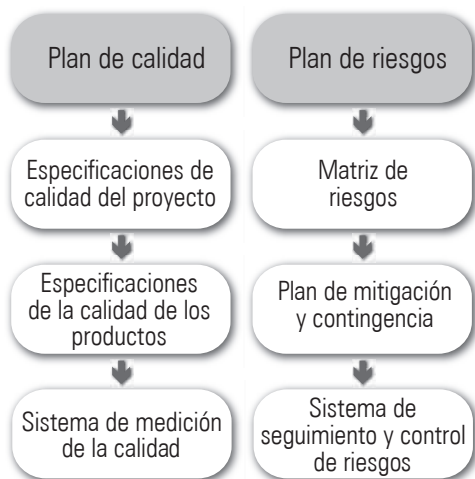 Plan de calidad
Especificaciones de
calidad del proyecto
Especificaciones
de la calidad de los
productos
Sistema de medición
de la calidad
Plan de riesgos
Matriz de
riesgos
Plan de mitigación
y contingencia
Sistema de
seguimiento y control
de riesgos